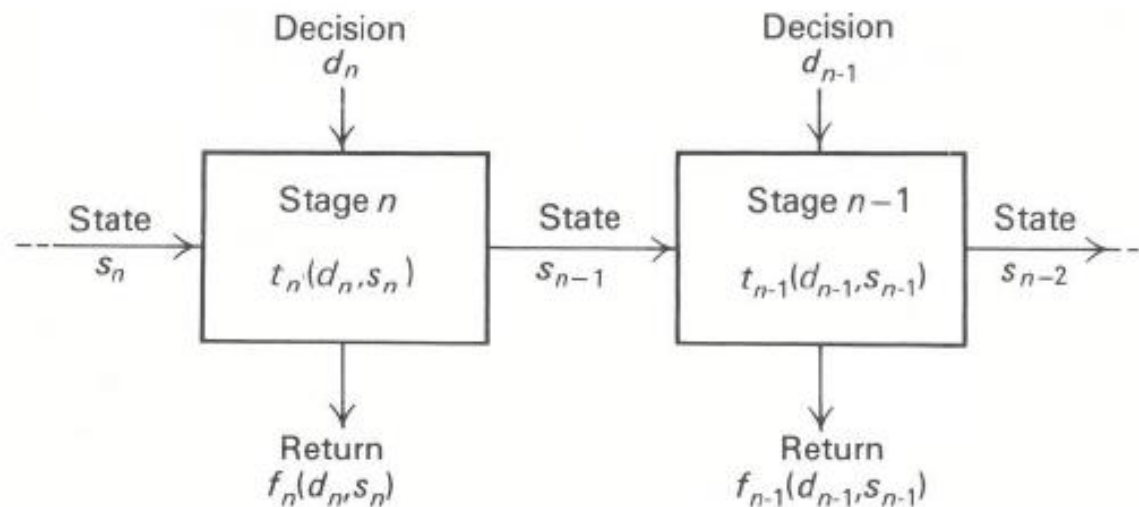 Decision
dₙ
Decision
dₙ₋₁
State
sₙ
Stage n
tₙ(dₙ,sₙ)
State
sₙ₋₁
Stage n−1
tₙ₋₁(dₙ₋₁,sₙ₋₁)
State
sₙ₋₂
Return
fₙ(dₙ,sₙ)
Return
fₙ₋₁(dₙ₋₁,sₙ₋₁)